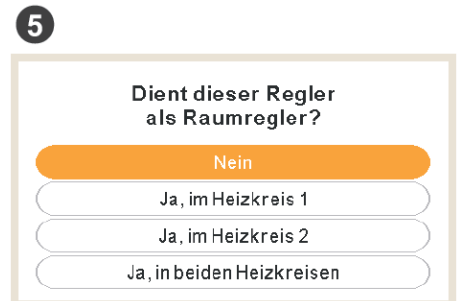 5
Dient dieser Regler
als Raumregler?
Nein
Ja, im Heizkreis 1
Ja, im Heizkreis 2
Ja, in beiden Heizkreisen